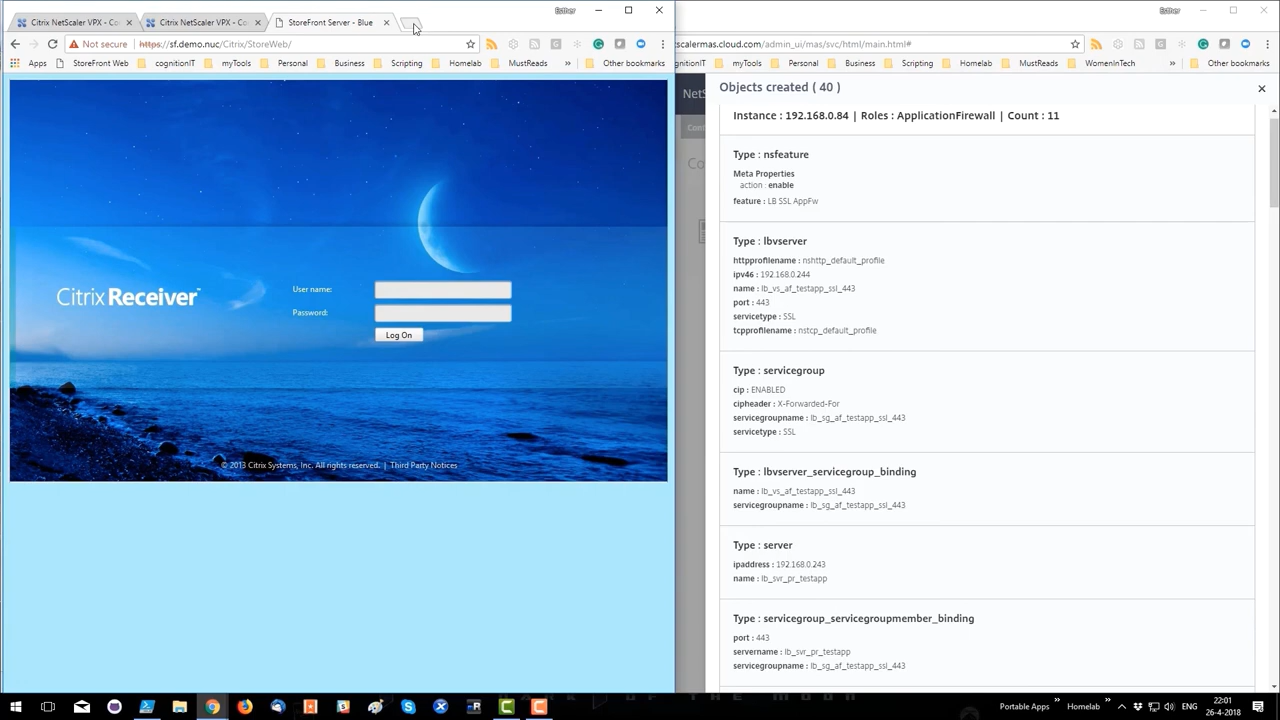 Citrix NetScaler VPX - Co
Citrix NetScaler VPX - Co
StoreFront Server - Blue
Esther
Not secure
https://sf.demo.nuc/Citrix/StoreWeb/
Apps
StoreFront Web
cognitionIT
myTools
Personal
Business
Scripting
Homelab
MustReads
»
Other bookmarks
Citrix Receiver™
User name:
Password:
Log On
© 2013 Citrix Systems, Inc. All rights reserved. | Third Party Notices
Esther
scalermas.cloud.com/admin_ui/mas/svc/html/main.html#
ognitionIT
myTools
Personal
Business
Scripting
Homelab
MustReads
WomenInTech
»
Other bookmarks
NetS
Con
Co
Objects created ( 40 )
Instance : 192.168.0.84 | Roles : ApplicationFirewall | Count : 11
Type : nsfeature
Meta Properties
action : enable
feature : LB SSL AppFw
Type : lbvserver
httpprofilename : nshttp_default_profile
ipv46 : 192.168.0.244
name : lb_vs_af_testapp_ssl_443
port : 443
servicetype : SSL
tcpprofilename : nstcp_default_profile
Type : servicegroup
cip : ENABLED
cipheader : X-Forwarded-For
servicegroupname : lb_sg_af_testapp_ssl_443
servicetype : SSL
Type : lbvserver_servicegroup_binding
name : lb_vs_af_testapp_ssl_443
servicegroupname : lb_sg_af_testapp_ssl_443
Type : server
ipaddress : 192.168.0.243
name : lb_svr_pr_testapp
Type : servicegroup_servicegroupmember_binding
port : 443
servername : lb_svr_pr_testapp
servicegroupname : lb_sg_af_testapp_ssl_443
Portable Apps
»
Homelab
»
ENG
22:01
26-4-2018